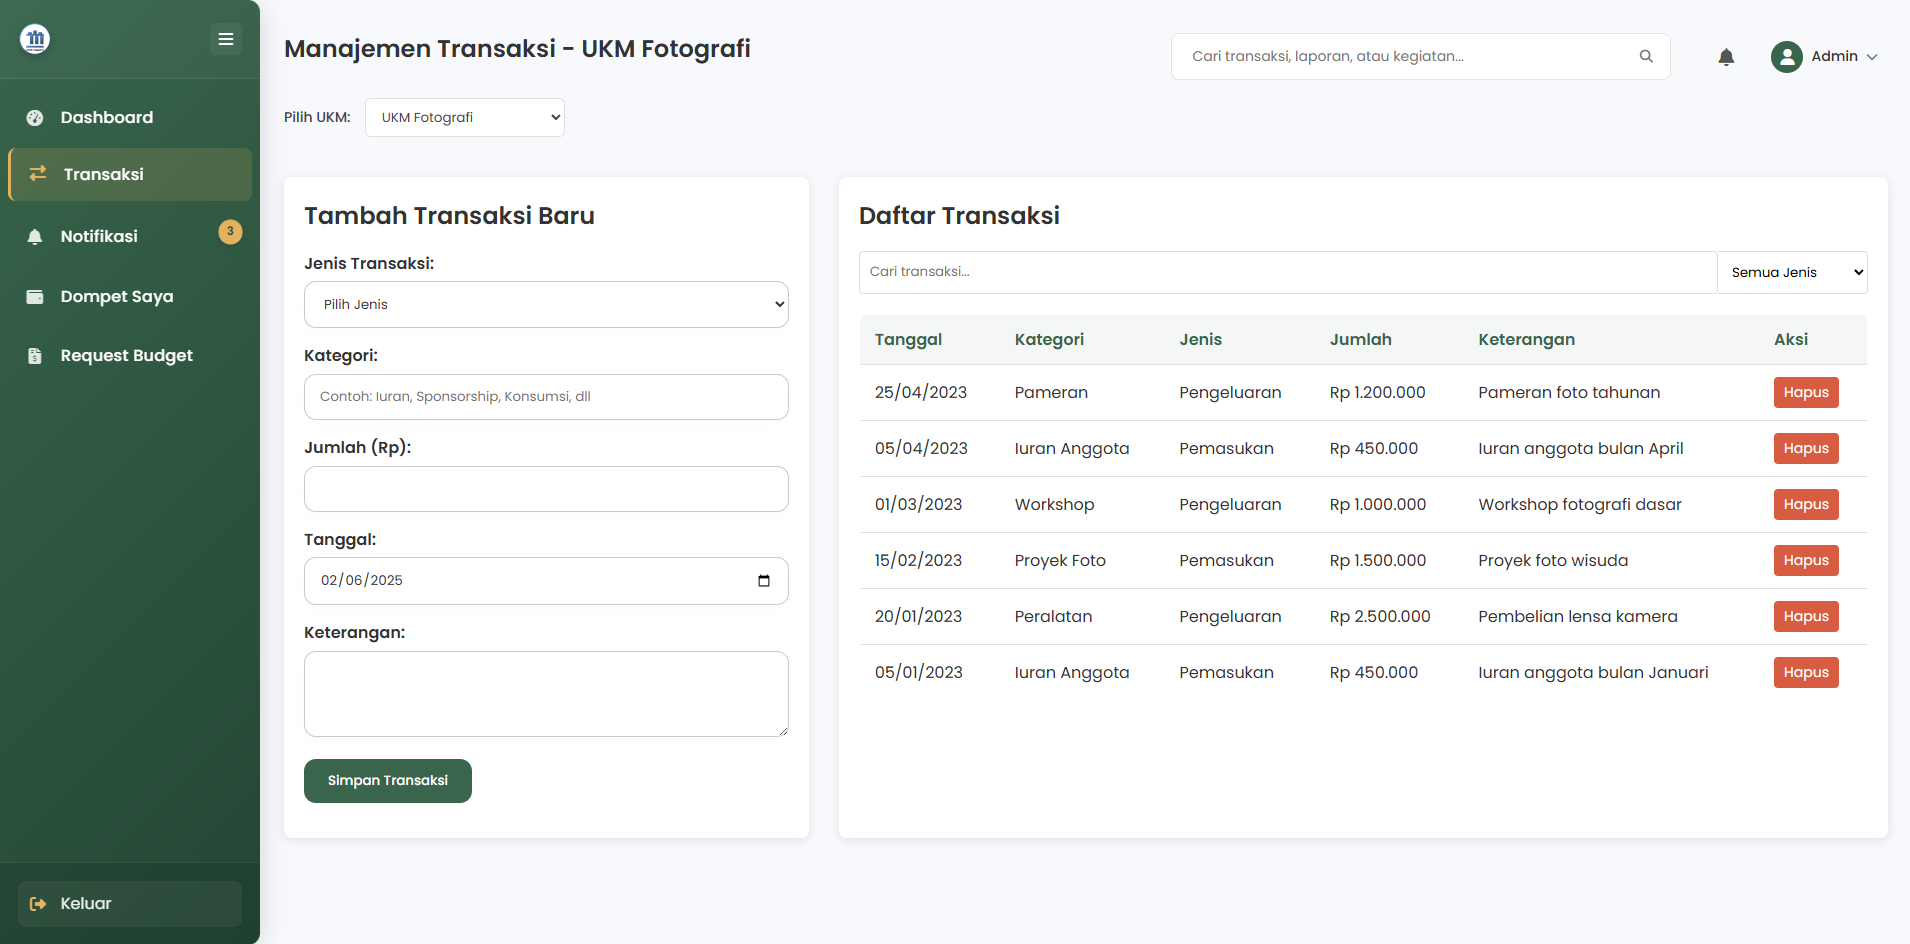 Manajemen Transaksi - UKM Fotografi
Cari transaksi, laporan, atau kegiatan...
Admin
Dashboard
Transaksi
Notifikasi
3
Dompet Saya
Request Budget
Keluar
Pilih UKM:
UKM Fotografi
Tambah Transaksi Baru
Jenis Transaksi:
Pilih Jenis
Kategori:
Contoh: Iuran, Sponsorship, Konsumsi, dll
Jumlah (Rp):
Tanggal:
02/06/2025
Keterangan:
Simpan Transaksi
Daftar Transaksi
Cari transaksi...
Semua Jenis
Tanggal Kategori Jenis Jumlah Keterangan Aksi
25/04/2023 Pameran Pengeluaran Rp 1.200.000 Pameran foto tahunan Hapus
05/04/2023 Iuran Anggota Pemasukan Rp 450.000 Iuran anggota bulan April Hapus
01/03/2023 Workshop Pengeluaran Rp 1.000.000 Workshop fotografi dasar Hapus
15/02/2023 Proyek Foto Pemasukan Rp 1.500.000 Proyek foto wisuda Hapus
20/01/2023 Peralatan Pengeluaran Rp 2.500.000 Pembelian lensa kamera Hapus
05/01/2023 Iuran Anggota Pemasukan Rp 450.000 Iuran anggota bulan Januari Hapus